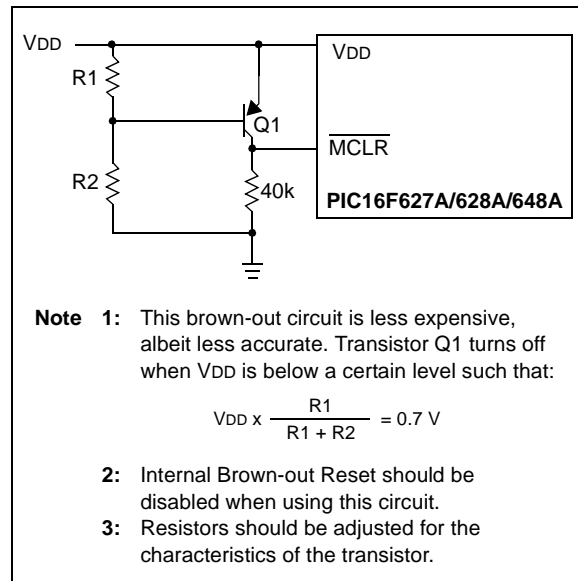 VDD
VDD
R1
Q1
MCLR
R2
40k
PIC16F627A/628A/648A
Note 1: This brown-out circuit is less expensive,
albeit less accurate. Transistor Q1 turns off
when VDD is below a certain level such that:
VDD x R1 = 0.7 V
R1 + R2
2: Internal Brown-out Reset should be
disabled when using this circuit.
3: Resistors should be adjusted for the
characteristics of the transistor.